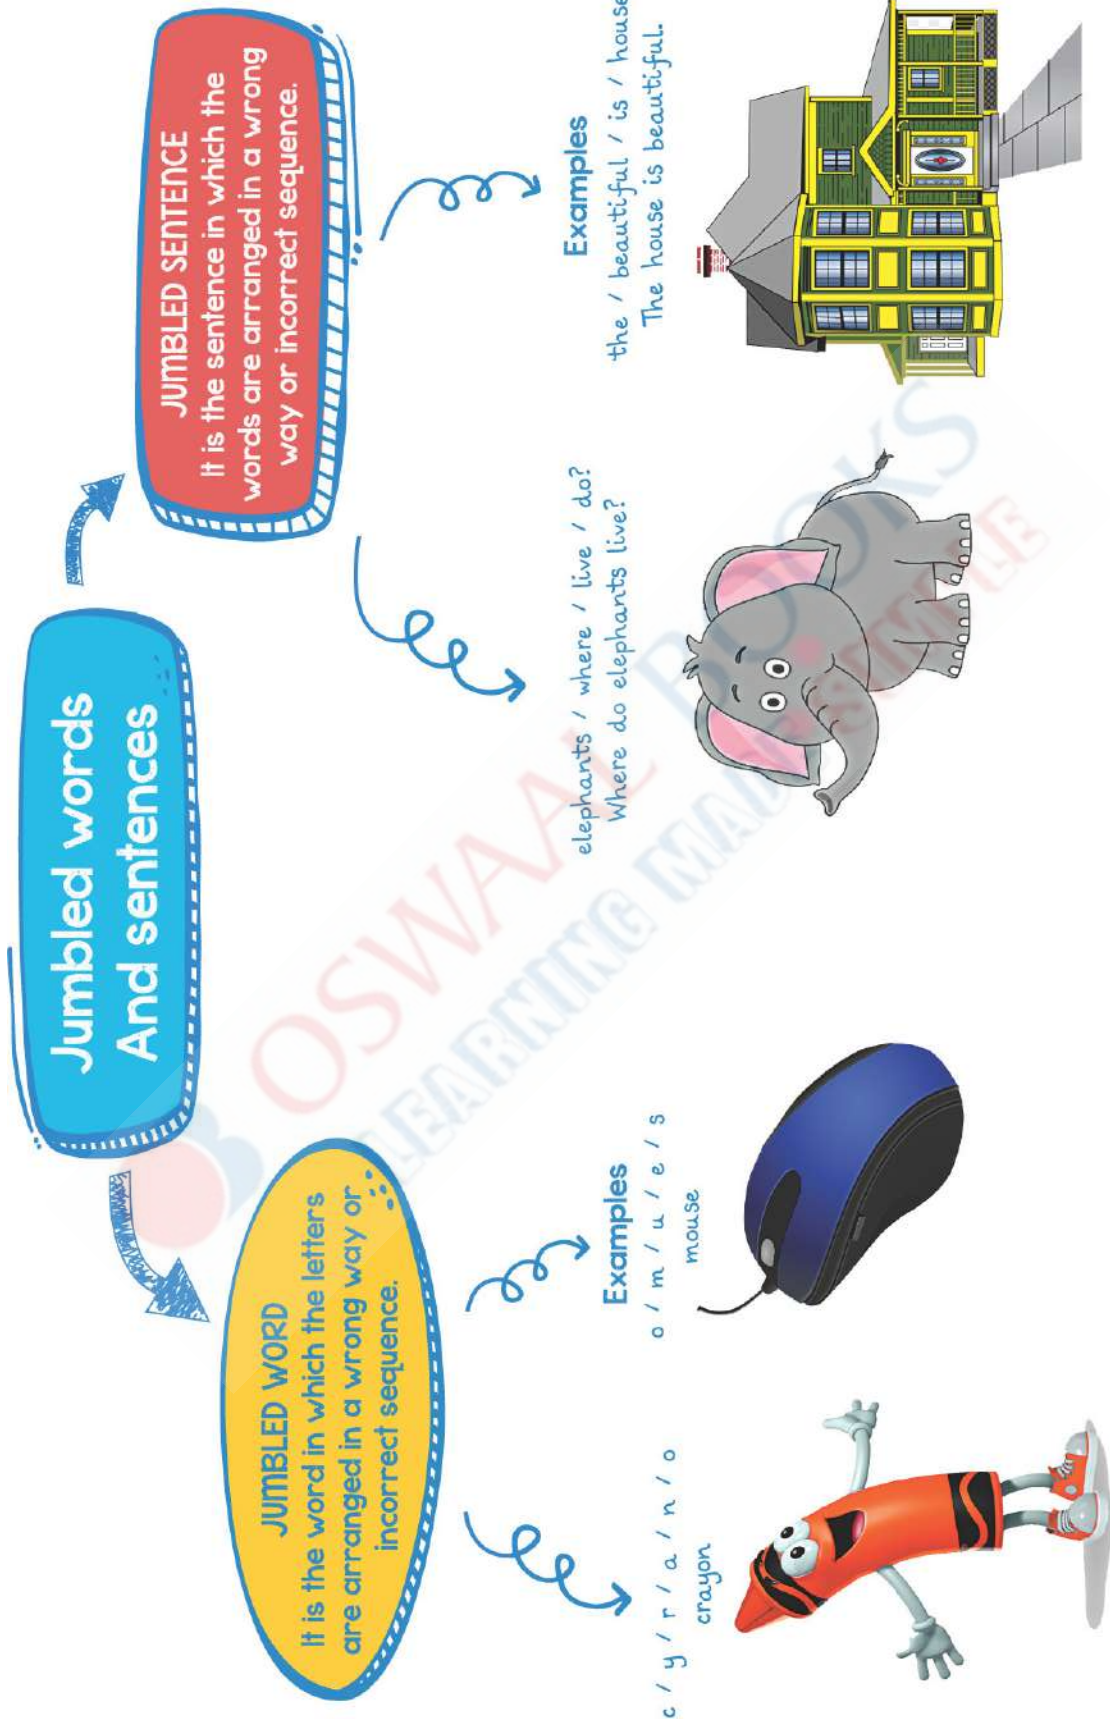 Jumbled words
And sentences
JUMBLED WORD
It is the word in which the letters
are arranged in a wrong way or
incorrect sequence.
c / y / r / a / n / o
crayon
Examples
o / m / u / e / s
mouse
JUMBLED SENTENCE
It is the sentence in which the
words are arranged in a wrong
way or incorrect sequence.
elephants / where / live / do?
Where do elephants live?
Examples
the / beautiful / is / house
The house is beautiful.
OSWAAL BOOKS
LEARNING MADE SIMPLE